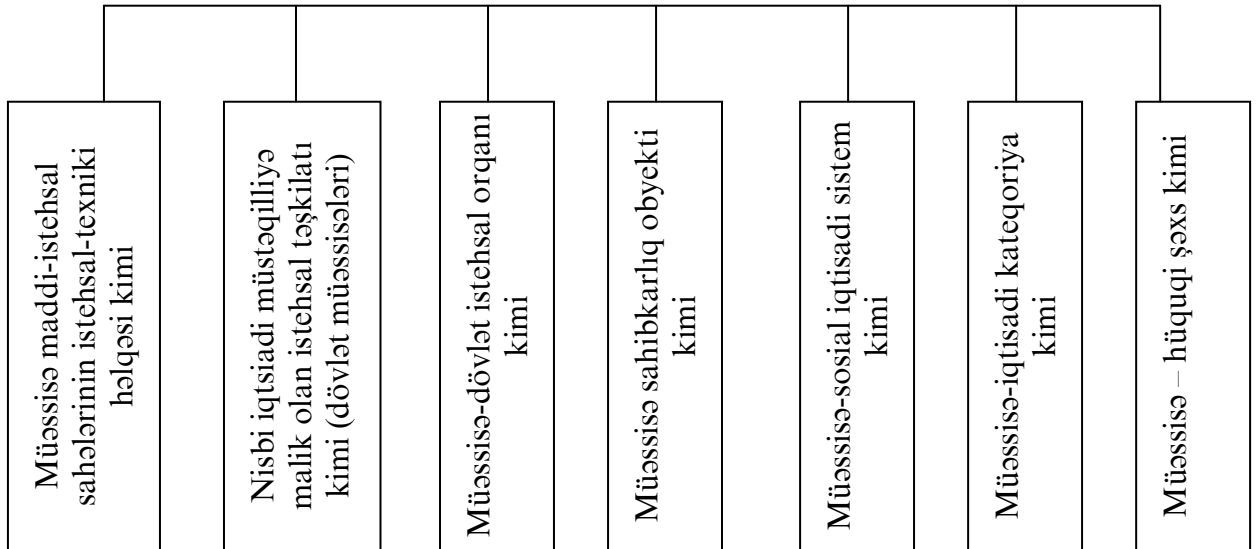 Müəssisə maddi-istehsal
sahələrinin istehsal-texniki
həlqəsi kimi
Nisbi iqtsiadi müstəqilliyə
malik olan istehsal təşkilatı
kimi (dövlət müəssisələri)
Müəssisə-dövlət istehsal orqanı
kimi
Müəssisə sahibkarlıq obyekti
kimi
Müəssisə-sosial iqtisadi sistem
kimi
Müəssisə-iqtisadi kateqoriya
kimi
Müəssisə – hüquqi şəxs kimi